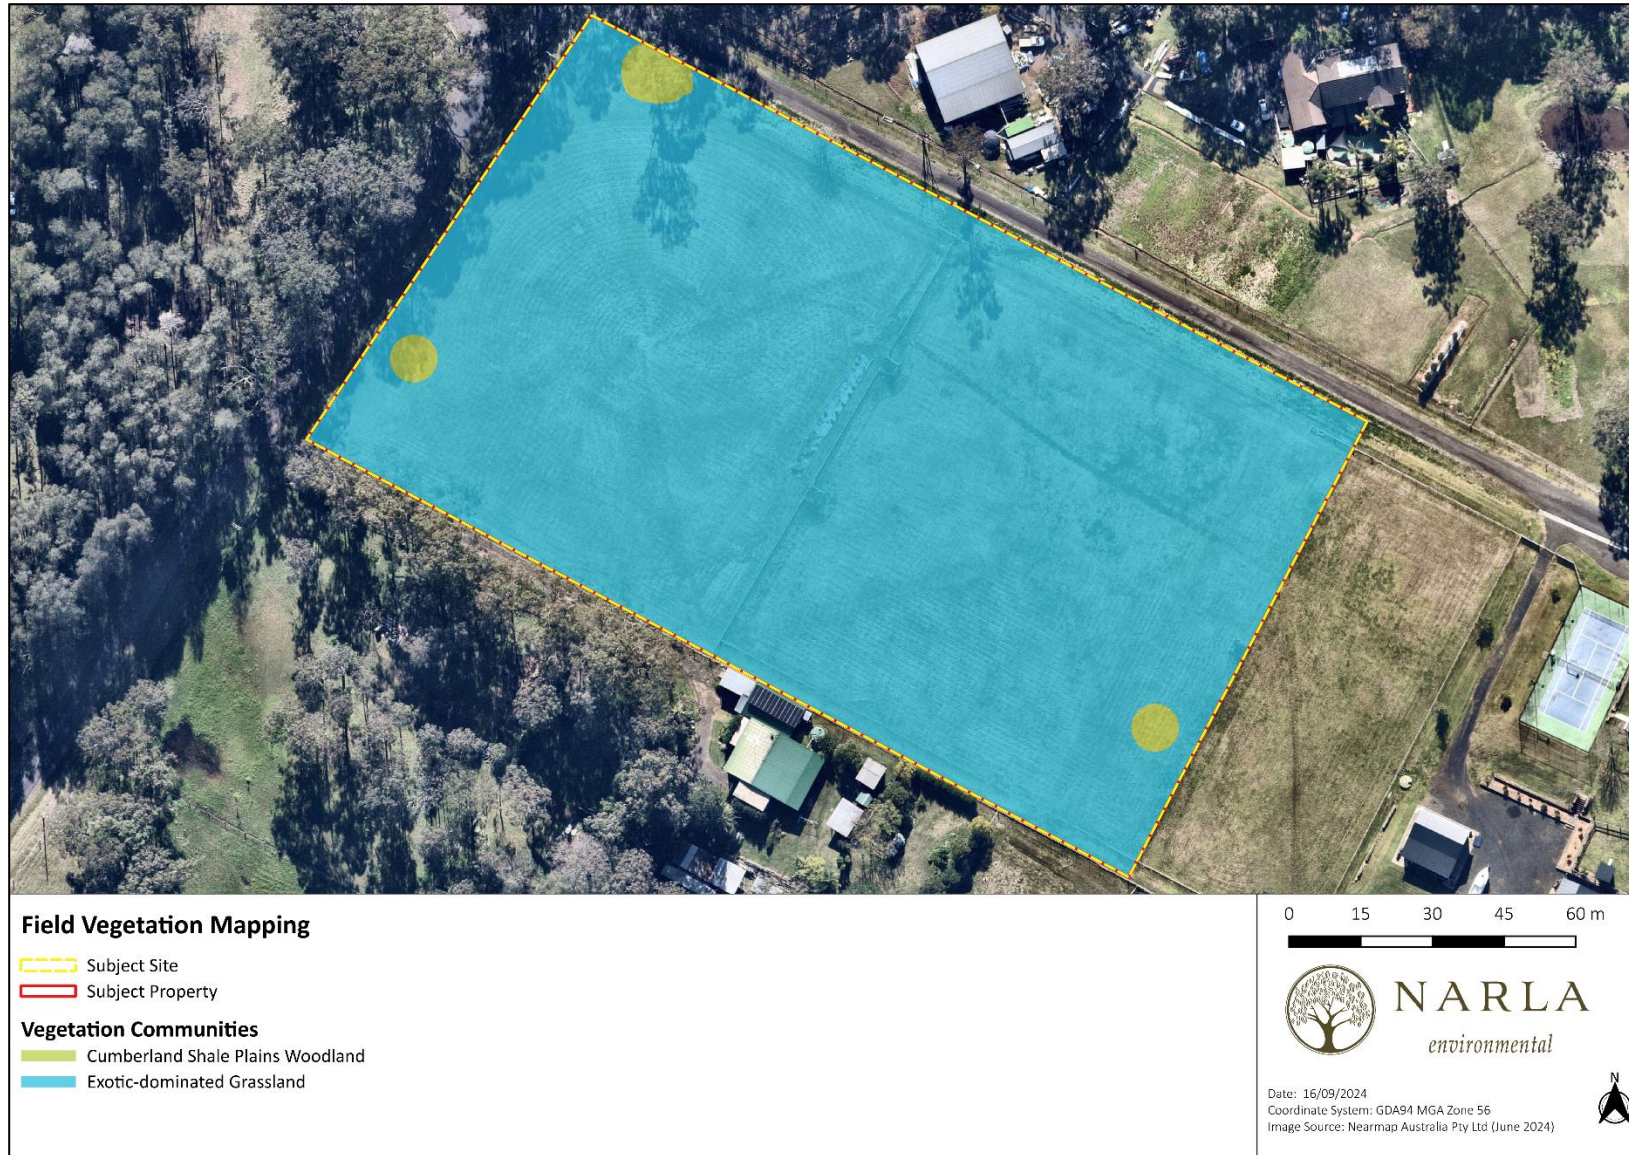 Field Vegetation Mapping
Subject Site
Subject Property
Vegetation Communities
Cumberland Shale Plains Woodland
Exotic-dominated Grassland
0 15 30 45 60 m
NARLA
environmental
Date: 16/09/2024
Coordinate System: GDA94 MGA Zone 56
Image Source: Nearmap Australia Pty Ltd (June 2024)
N